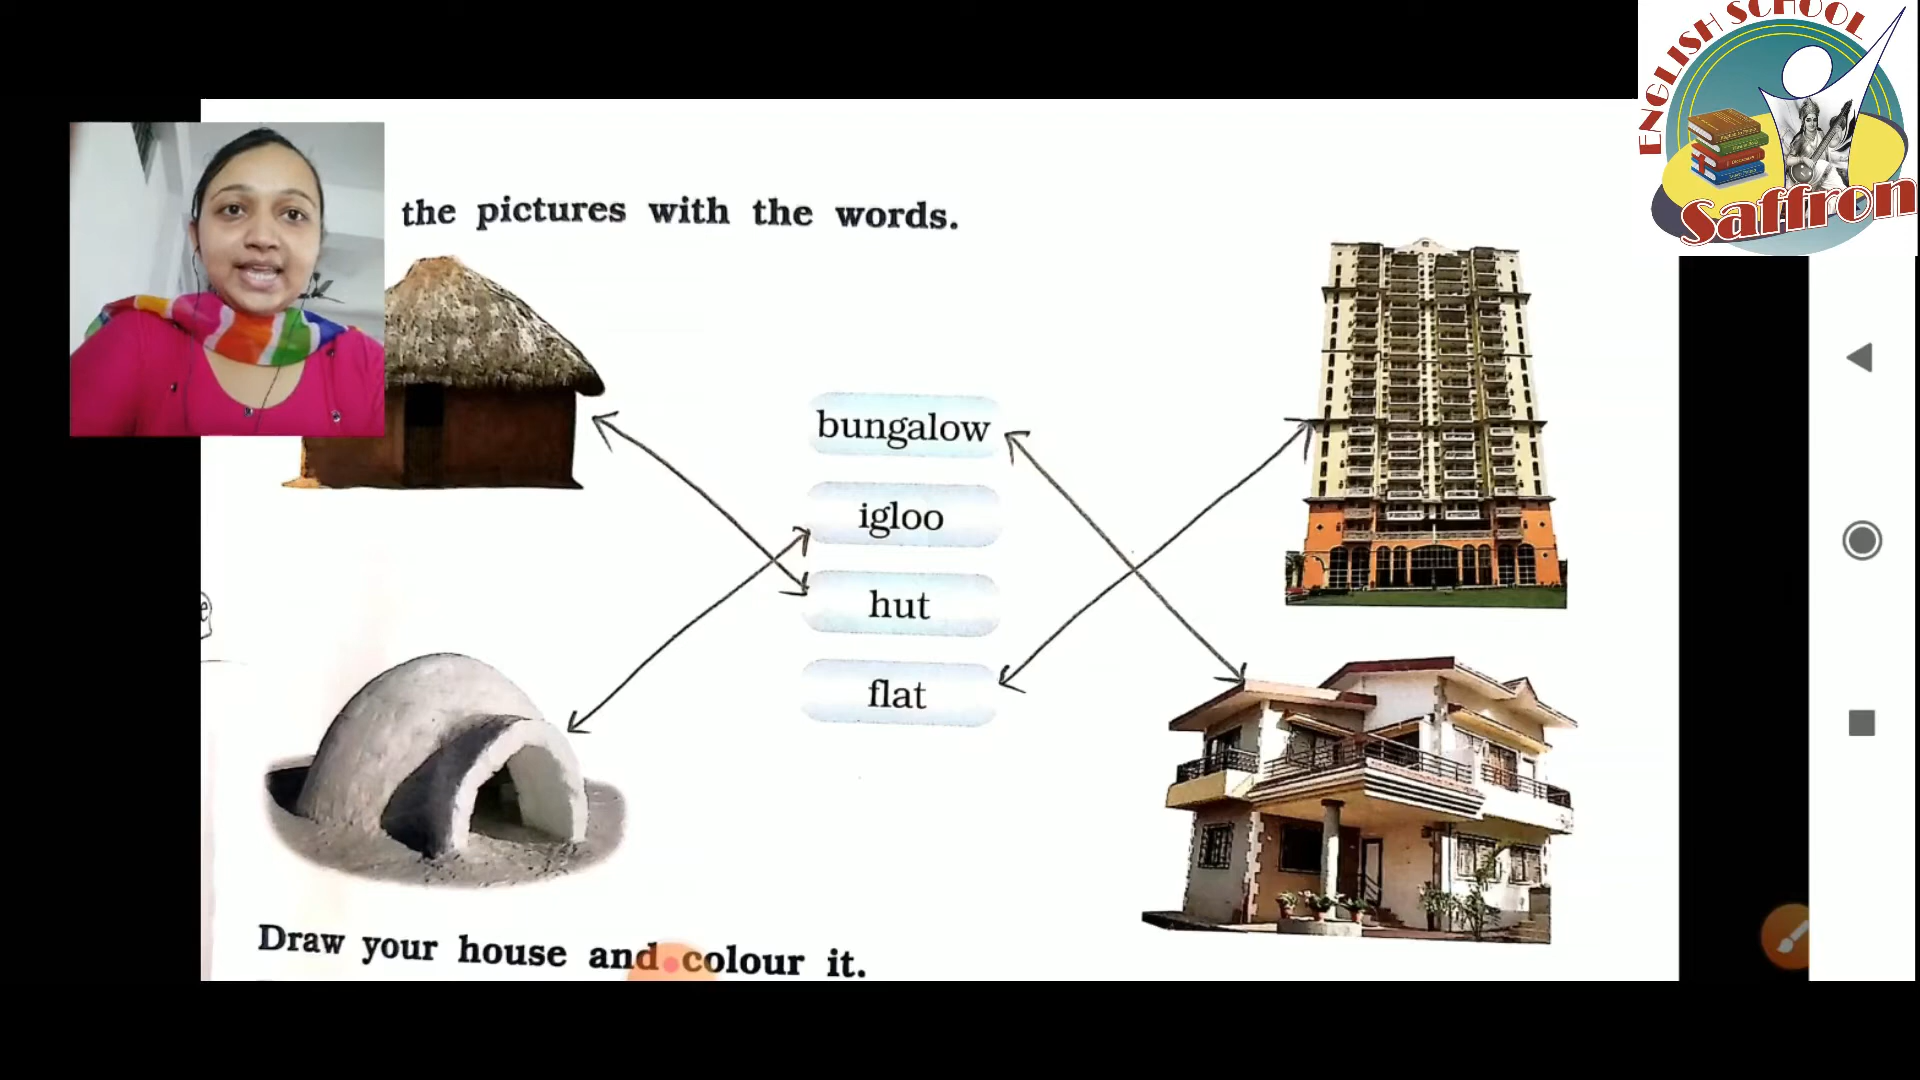 ENGLISH SCHOOL
Saffron
the pictures with the words.
bungalow
igloo
hut
flat
Draw your house and colour it.